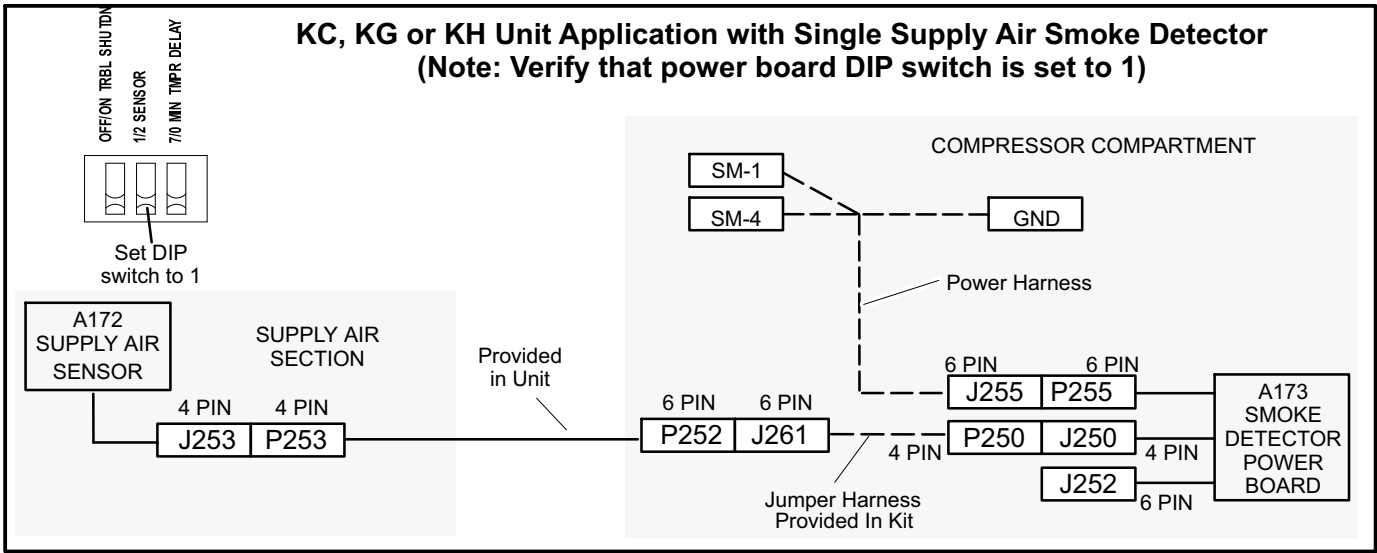 KC, KG or KH Unit Application with Single Supply Air Smoke Detector
(Note: Verify that power board DIP switch is set to 1)
OFF/ON TRBL SHUTDN
1/2 SENSOR
7/0 MIN TMPR DELAY
Set DIP
switch to 1
COMPRESSOR COMPARTMENT
SM-1
SM-4
GND
Power Harness
A172
SUPPLY AIR
SENSOR
SUPPLY AIR
SECTION
4 PIN
4 PIN
J253
P253
Provided
in Unit
6 PIN
6 PIN
P252
J261
Jumper Harness
Provided In Kit
6 PIN
6 PIN
J255
P255
4 PIN
P250
J250
4 PIN
J252
6 PIN
A173
SMOKE
DETECTOR
POWER
BOARD